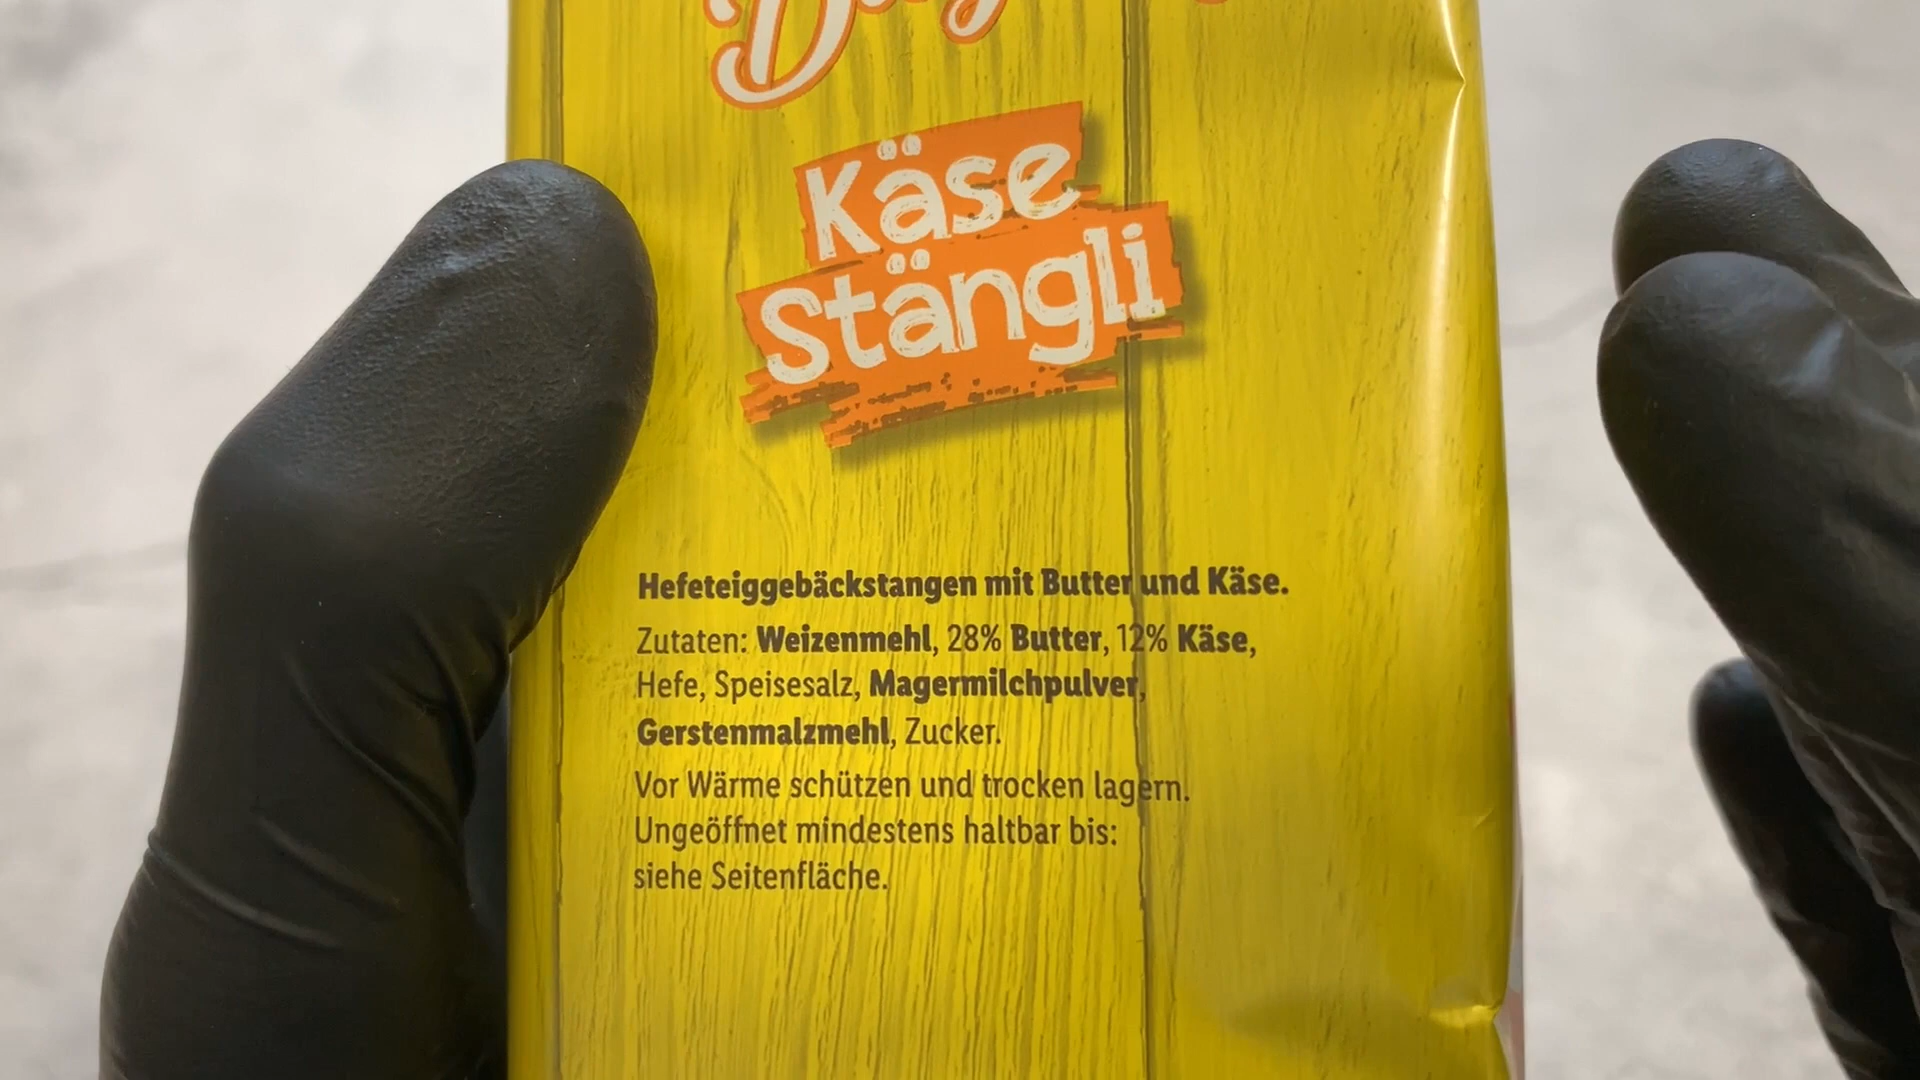 Käse
Stängli
Hefeteiggebäckstangen mit Butter und Käse.
Zutaten: Weizenmehl, 28% Butter, 12% Käse,
Hefe, Speisesalz, Magermilchpulver,
Gerstenmalzmehl, Zucker.
Vor Wärme schützen und trocken lagern.
Ungeöffnet mindestens haltbar bis:
siehe Seitenfläche.